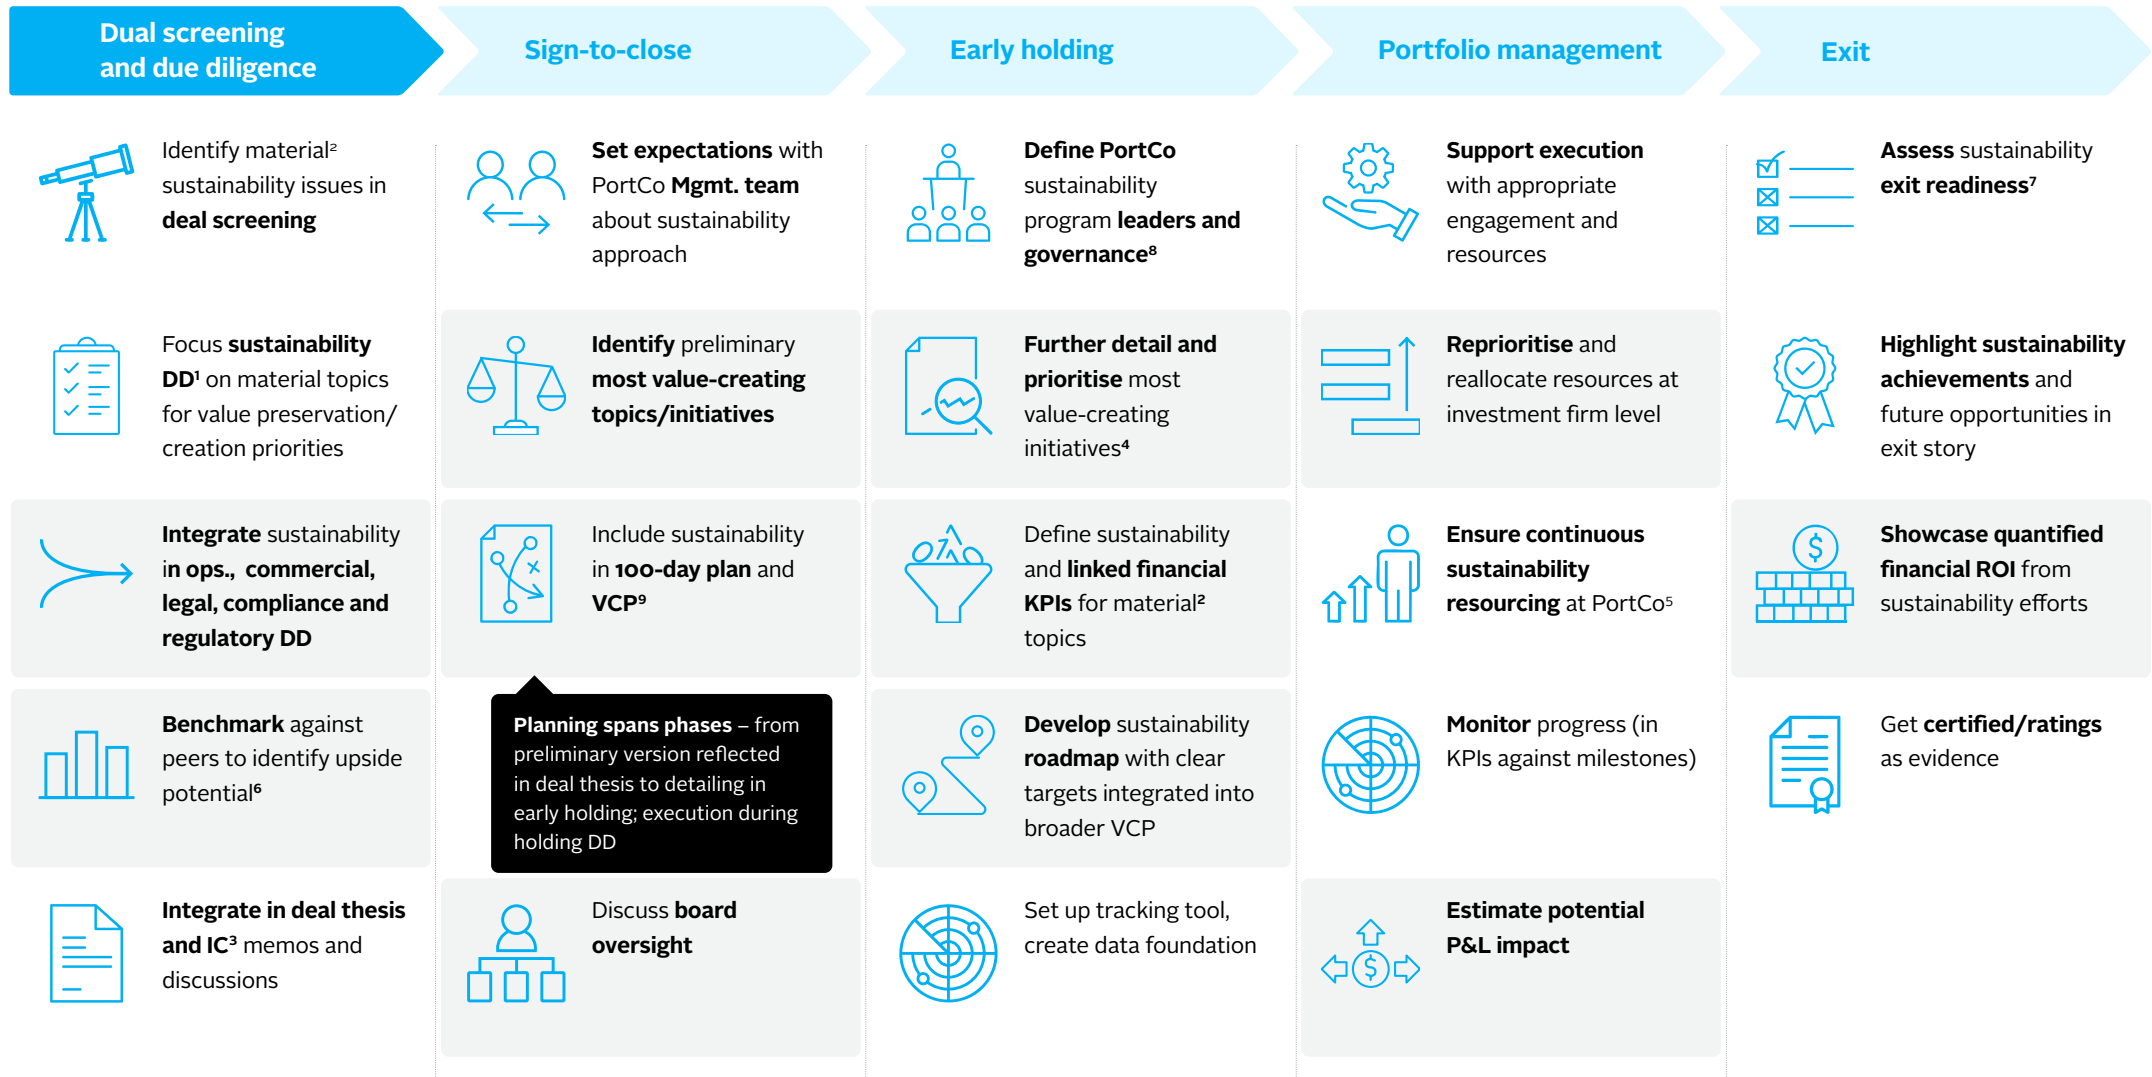 Dual screening
and due diligence
Sign-to-close
Early holding
Portfolio management
Exit
Identify material²
sustainability issues in
deal screening
Focus sustainability
DD¹ on material topics
for value preservation/
creation priorities
Integrate sustainability
in ops., commercial,
legal, compliance and
regulatory DD
Benchmark against
peers to identify upside
potential⁶
Integrate in deal thesis
and IC³ memos and
discussions
Set expectations with
PortCo Mgmt. team
about sustainability
approach
Identify preliminary
most value-creating
topics/initiatives
Include sustainability
in 100-day plan and
VCP⁹
Planning spans phases – from
preliminary version reflected
in deal thesis to detailing in
early holding; execution during
holding DD
Discuss board
oversight
Define PortCo
sustainability
program leaders and
governance⁸
Further detail and
prioritise most
value-creating
initiatives⁴
Define sustainability
and linked financial
KPIs for material²
topics
Develop sustainability
roadmap with clear
targets integrated into
broader VCP
Set up tracking tool,
create data foundation
Support execution
with appropriate
engagement and
resources
Reprioritise and
reallocate resources at
investment firm level
Ensure continuous
sustainability
resourcing at PortCo⁵
Monitor progress (in
KPIs against milestones)
$
Estimate potential
P&L impact
Assess sustainability
exit readiness⁷
Highlight sustainability
achievements and
future opportunities in
exit story
$
Showcase quantified
financial ROI from
sustainability efforts
Get certified/ratings
as evidence